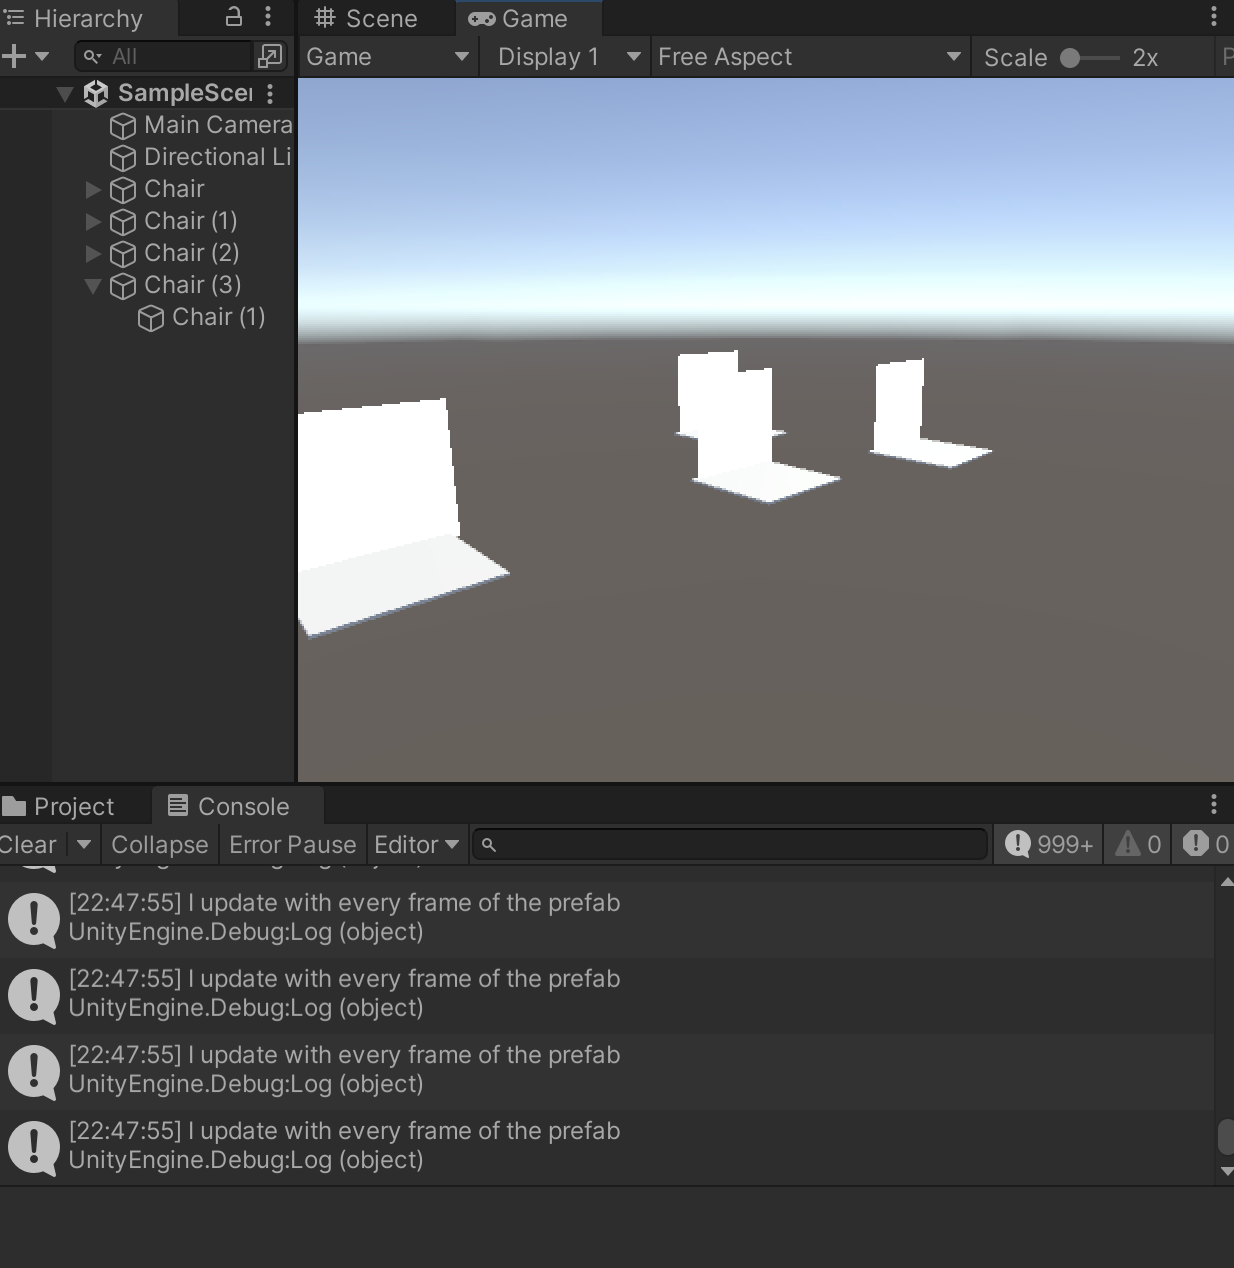 Hierarchy
Scene
Game
All
Game
Display 1
Free Aspect
Scale
2x
SampleScen
Main Camera
Directional Li
Chair
Chair (1)
Chair (2)
Chair (3)
Chair (1)
Project
Console
Clear
Collapse
Error Pause
Editor
999+
0
0
[22:47:55] I update with every frame of the prefab
UnityEngine.Debug:Log (object)
[22:47:55] I update with every frame of the prefab
UnityEngine.Debug:Log (object)
[22:47:55] I update with every frame of the prefab
UnityEngine.Debug:Log (object)
[22:47:55] I update with every frame of the prefab
UnityEngine.Debug:Log (object)